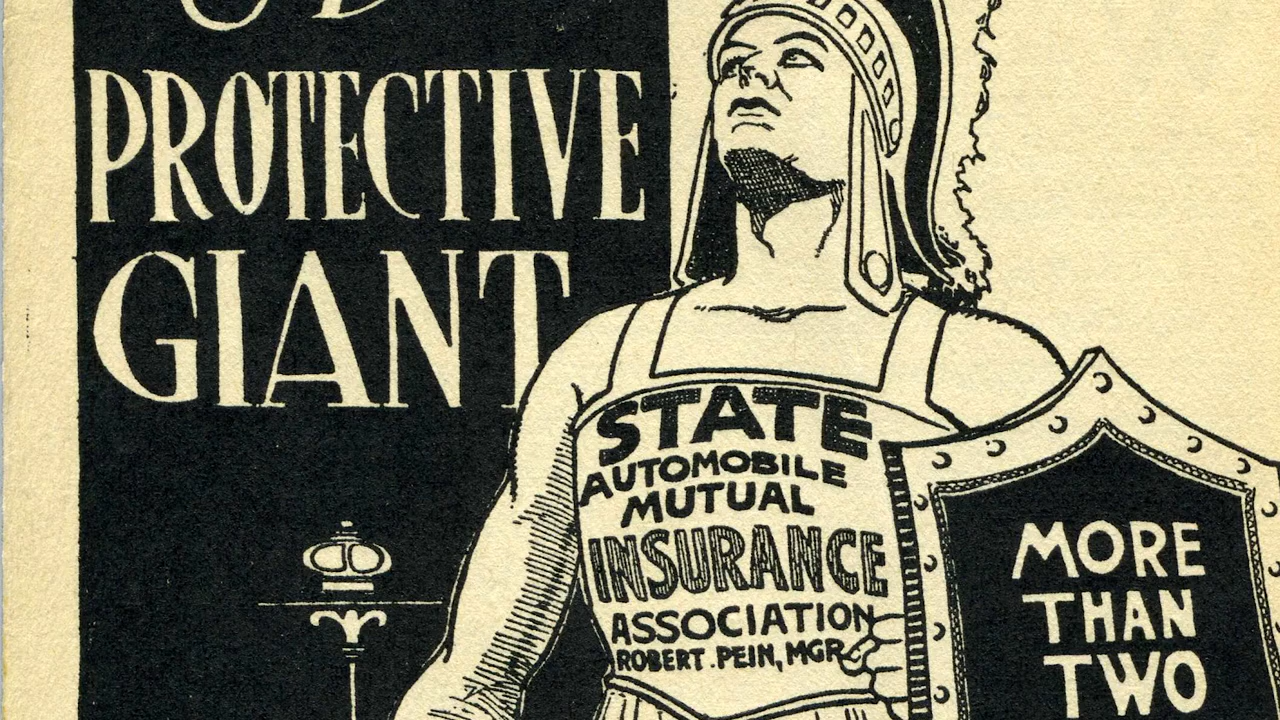 PROTECTIVE
GIANT
STATE
AUTOMOBILE
MUTUAL
INSURANCE
ASSOCIATION
ROBERT.PEIN, MGR.
MORE
THAN
TWO